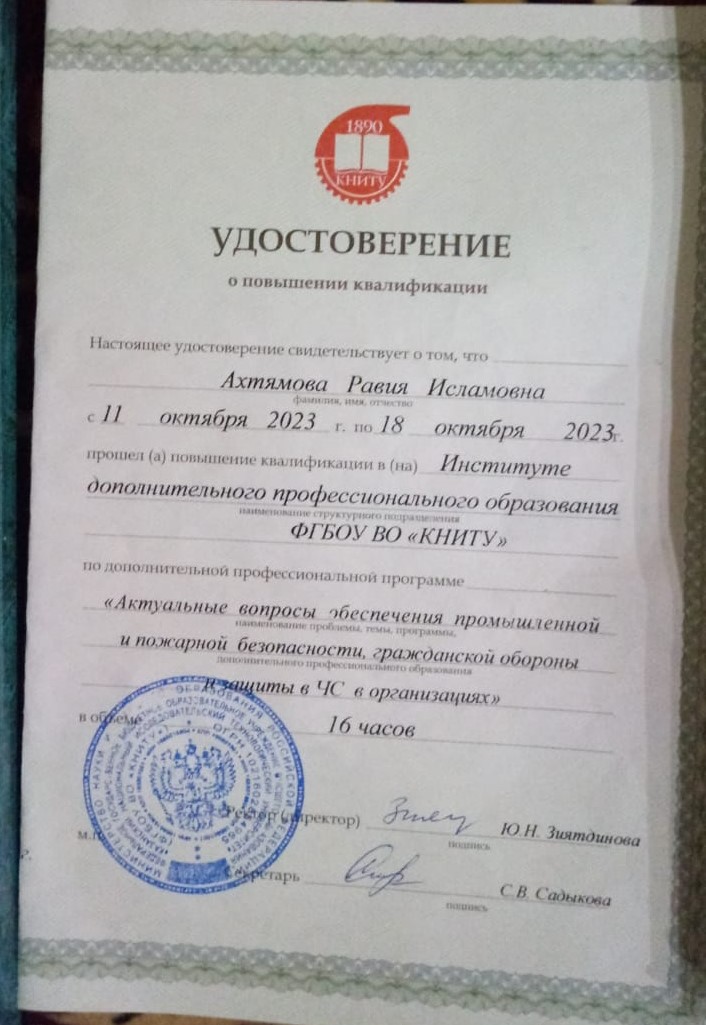 1890
КНИТУ
УДОСТОВЕРЕНИЕ
о повышении квалификации
Настоящее удостоверение свидетельствует о том, что
Ахтямова Равия Исламовна
фамилия, имя, отчество
с 11 октября 2023 г. по 18 октября 2023г.
прошел (а) повышение квалификации в (на) Институте
дополнительного профессионального образования
наименование структурного подразделения
ФГБОУ ВО «КНИТУ»
по дополнительной профессиональной программе
«Актуальные вопросы обеспечения промышленной
наименование проблемы, темы, программы,
и пожарной безопасности, гражданской обороны
дополнительного профессионального образования
и защиты в ЧС в организациях»
в объеме 16 часов
Ректор (директор) Ю.Н. Зиятдинова
подпись
м.п.
Секретарь С.В. Садыкова
подпись
г.